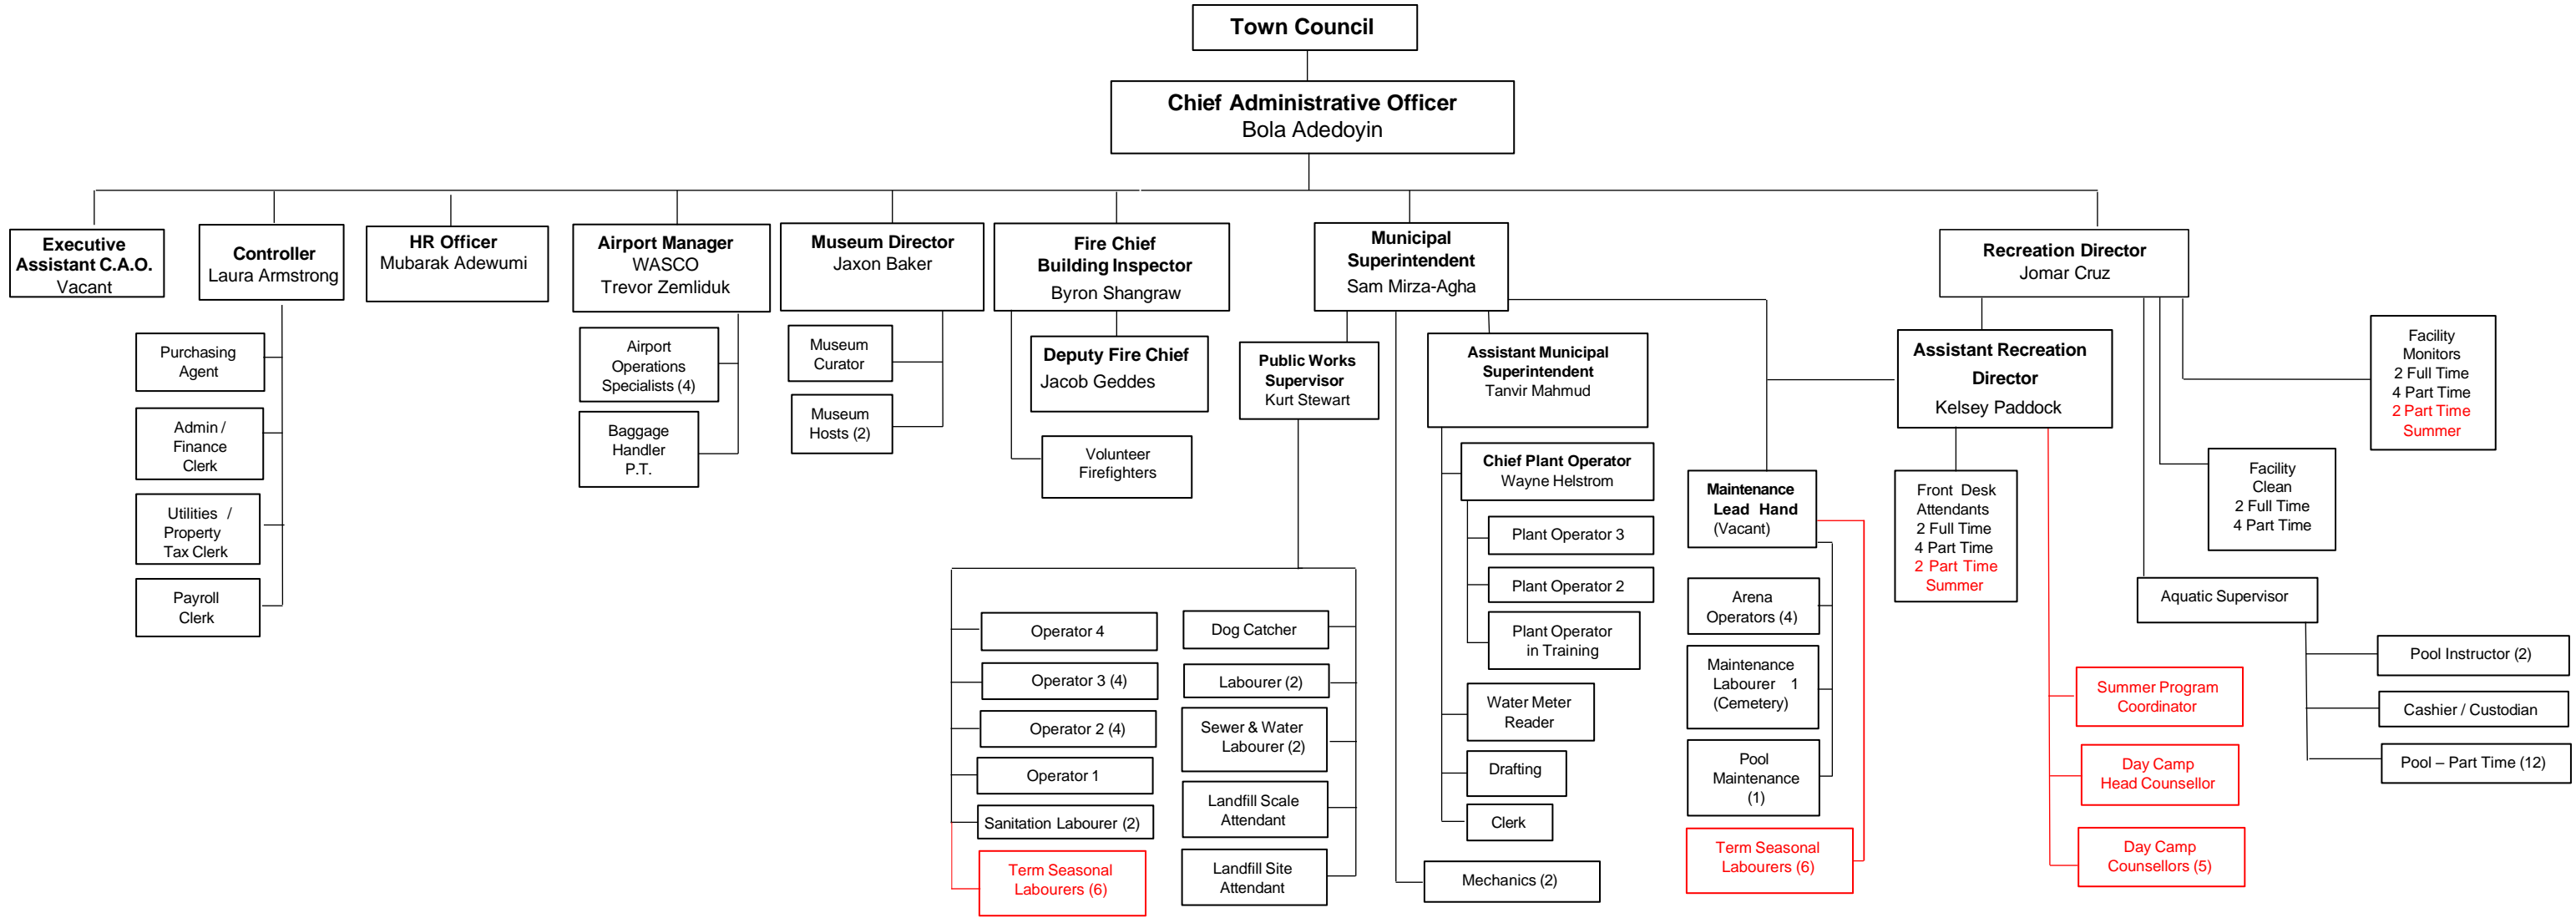 Town Council
Chief Administrative Officer
Bola Adedoyin
Executive
Assistant C.A.O.
Vacant
Controller
Laura Armstrong
HR Officer
Mubarak Adewumi
Airport Manager
WASCO
Trevor Zemliduk
Museum Director
Jaxon Baker
Fire Chief
Building Inspector
Byron Shangraw
Municipal
Superintendent
Sam Mirza-Agha
Recreation Director
Jomar Cruz
Purchasing
Agent
Admin /
Finance
Clerk
Utilities /
Property
Tax Clerk
Payroll
Clerk
Airport
Operations
Specialists (4)
Baggage
Handler
P.T.
Museum
Curator
Museum
Hosts (2)
Deputy Fire Chief
Jacob Geddes
Volunteer
Firefighters
Public Works
Supervisor
Kurt Stewart
Operator 4
Operator 3 (4)
Operator 2 (4)
Operator 1
Sanitation Labourer (2)
Term Seasonal
Labourers (6)
Dog Catcher
Labourer (2)
Sewer & Water
Labourer (2)
Landfill Scale
Attendant
Landfill Site
Attendant
Assistant Municipal
Superintendent
Tanvir Mahmud
Chief Plant Operator
Wayne Helstrom
Plant Operator 3
Plant Operator 2
Plant Operator
in Training
Water Meter
Reader
Drafting
Clerk
Mechanics (2)
Maintenance
Lead Hand
(Vacant)
Arena
Operators (4)
Maintenance
Labourer 1
(Cemetery)
Pool
Maintenance
(1)
Term Seasonal
Labourers (6)
Assistant Recreation
Director
Kelsey Paddock
Front Desk
Attendants
2 Full Time
4 Part Time
2 Part Time
Summer
Summer Program
Coordinator
Day Camp
Head Counsellor
Day Camp
Counsellors (5)
Facility
Monitors
2 Full Time
4 Part Time
2 Part Time
Summer
Facility
Clean
2 Full Time
4 Part Time
Aquatic Supervisor
Pool Instructor (2)
Cashier / Custodian
Pool – Part Time (12)